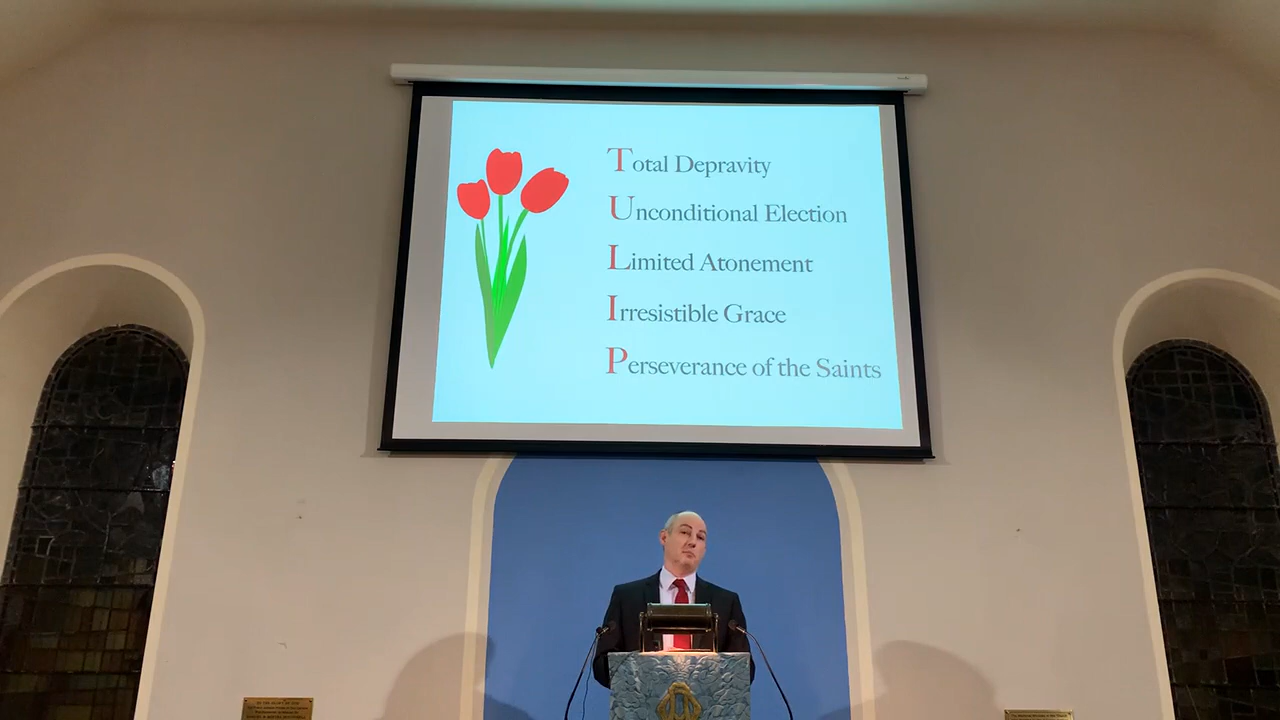 Total Depravity
Unconditional Election
Limited Atonement
Irresistible Grace
Perseverance of the Saints